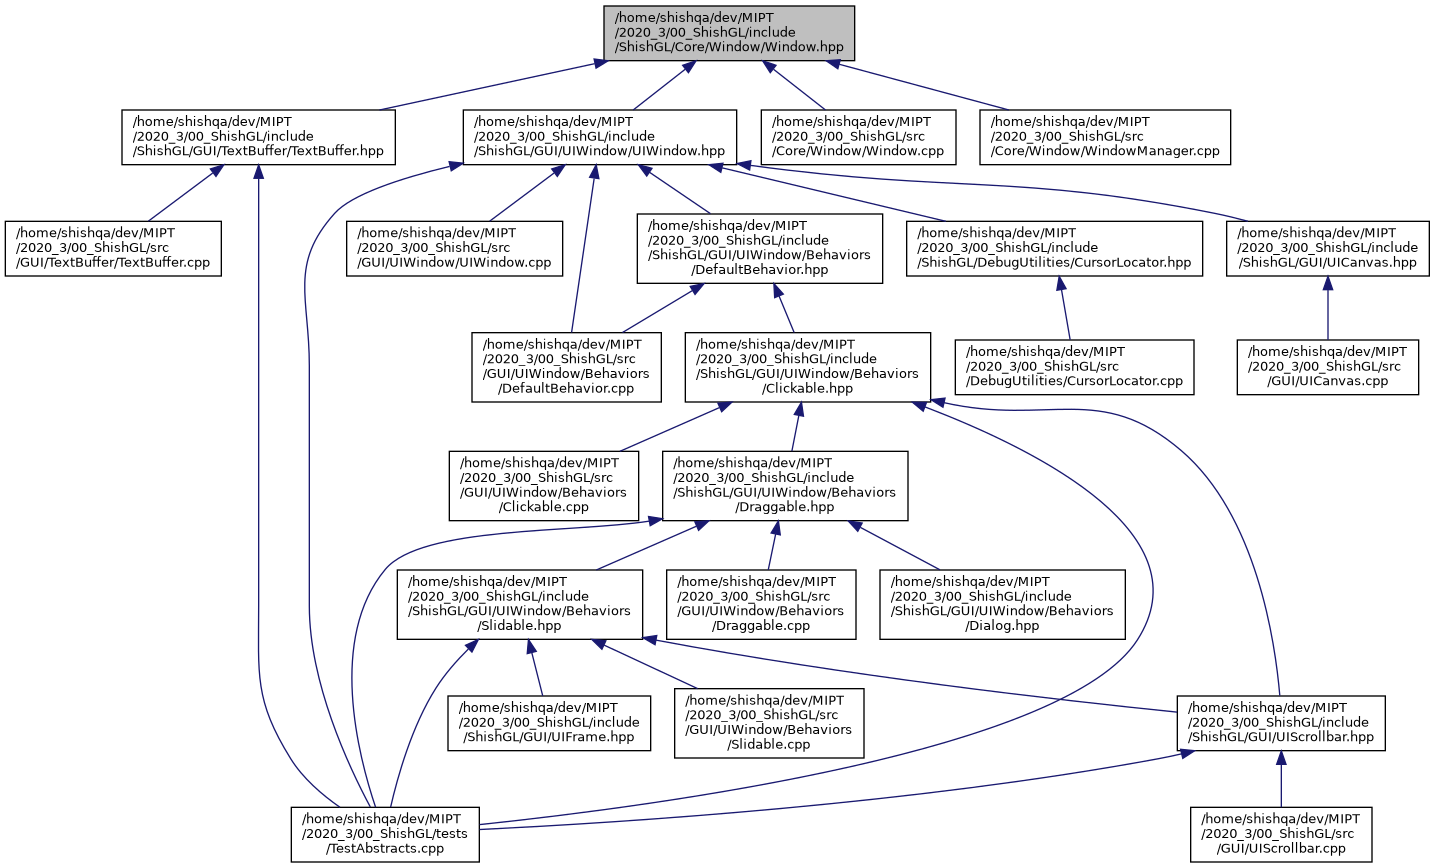 /home/shishqa/dev/MIPT
/2020_3/00_ShishGL/include
/ShishGL/Core/Window/Window.hpp
/home/shishqa/dev/MIPT
/2020_3/00_ShishGL/include
/ShishGL/GUI/TextBuffer/TextBuffer.hpp
/home/shishqa/dev/MIPT
/2020_3/00_ShishGL/include
/ShishGL/GUI/UIWindow/UIWindow.hpp
/home/shishqa/dev/MIPT
/2020_3/00_ShishGL/src
/Core/Window/Window.cpp
/home/shishqa/dev/MIPT
/2020_3/00_ShishGL/src
/Core/Window/WindowManager.cpp
/home/shishqa/dev/MIPT
/2020_3/00_ShishGL/src
/GUI/TextBuffer/TextBuffer.cpp
/home/shishqa/dev/MIPT
/2020_3/00_ShishGL/src
/GUI/UIWindow/UIWindow.cpp
/home/shishqa/dev/MIPT
/2020_3/00_ShishGL/include
/ShishGL/GUI/UIWindow/Behaviors
/DefaultBehavior.hpp
/home/shishqa/dev/MIPT
/2020_3/00_ShishGL/include
/ShishGL/DebugUtilities/CursorLocator.hpp
/home/shishqa/dev/MIPT
/2020_3/00_ShishGL/include
/ShishGL/GUI/UICanvas.hpp
/home/shishqa/dev/MIPT
/2020_3/00_ShishGL/src
/GUI/UIWindow/Behaviors
/DefaultBehavior.cpp
/home/shishqa/dev/MIPT
/2020_3/00_ShishGL/include
/ShishGL/GUI/UIWindow/Behaviors
/Clickable.hpp
/home/shishqa/dev/MIPT
/2020_3/00_ShishGL/src
/DebugUtilities/CursorLocator.cpp
/home/shishqa/dev/MIPT
/2020_3/00_ShishGL/src
/GUI/UICanvas.cpp
/home/shishqa/dev/MIPT
/2020_3/00_ShishGL/src
/GUI/UIWindow/Behaviors
/Clickable.cpp
/home/shishqa/dev/MIPT
/2020_3/00_ShishGL/include
/ShishGL/GUI/UIWindow/Behaviors
/Draggable.hpp
/home/shishqa/dev/MIPT
/2020_3/00_ShishGL/include
/ShishGL/GUI/UIWindow/Behaviors
/Slidable.hpp
/home/shishqa/dev/MIPT
/2020_3/00_ShishGL/src
/GUI/UIWindow/Behaviors
/Draggable.cpp
/home/shishqa/dev/MIPT
/2020_3/00_ShishGL/include
/ShishGL/GUI/UIWindow/Behaviors
/Dialog.hpp
/home/shishqa/dev/MIPT
/2020_3/00_ShishGL/include
/ShishGL/GUI/UIFrame.hpp
/home/shishqa/dev/MIPT
/2020_3/00_ShishGL/src
/GUI/UIWindow/Behaviors
/Slidable.cpp
/home/shishqa/dev/MIPT
/2020_3/00_ShishGL/include
/ShishGL/GUI/UIScrollbar.hpp
/home/shishqa/dev/MIPT
/2020_3/00_ShishGL/tests
/TestAbstracts.cpp
/home/shishqa/dev/MIPT
/2020_3/00_ShishGL/src
/GUI/UIScrollbar.cpp